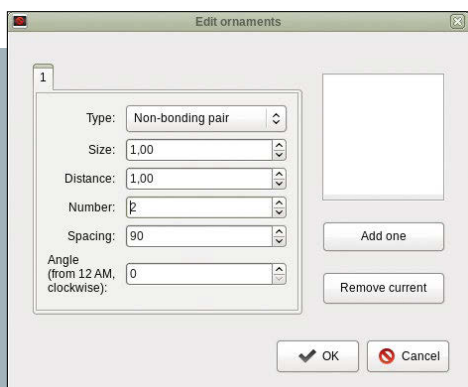 Edit ornaments
1
Type: Non-bonding pair
Size: 1,00
Distance: 1,00
Number: 2
Spacing: 90
Angle
(from 12 AM, 0
clockwise):
Add one
Remove current
OK Cancel